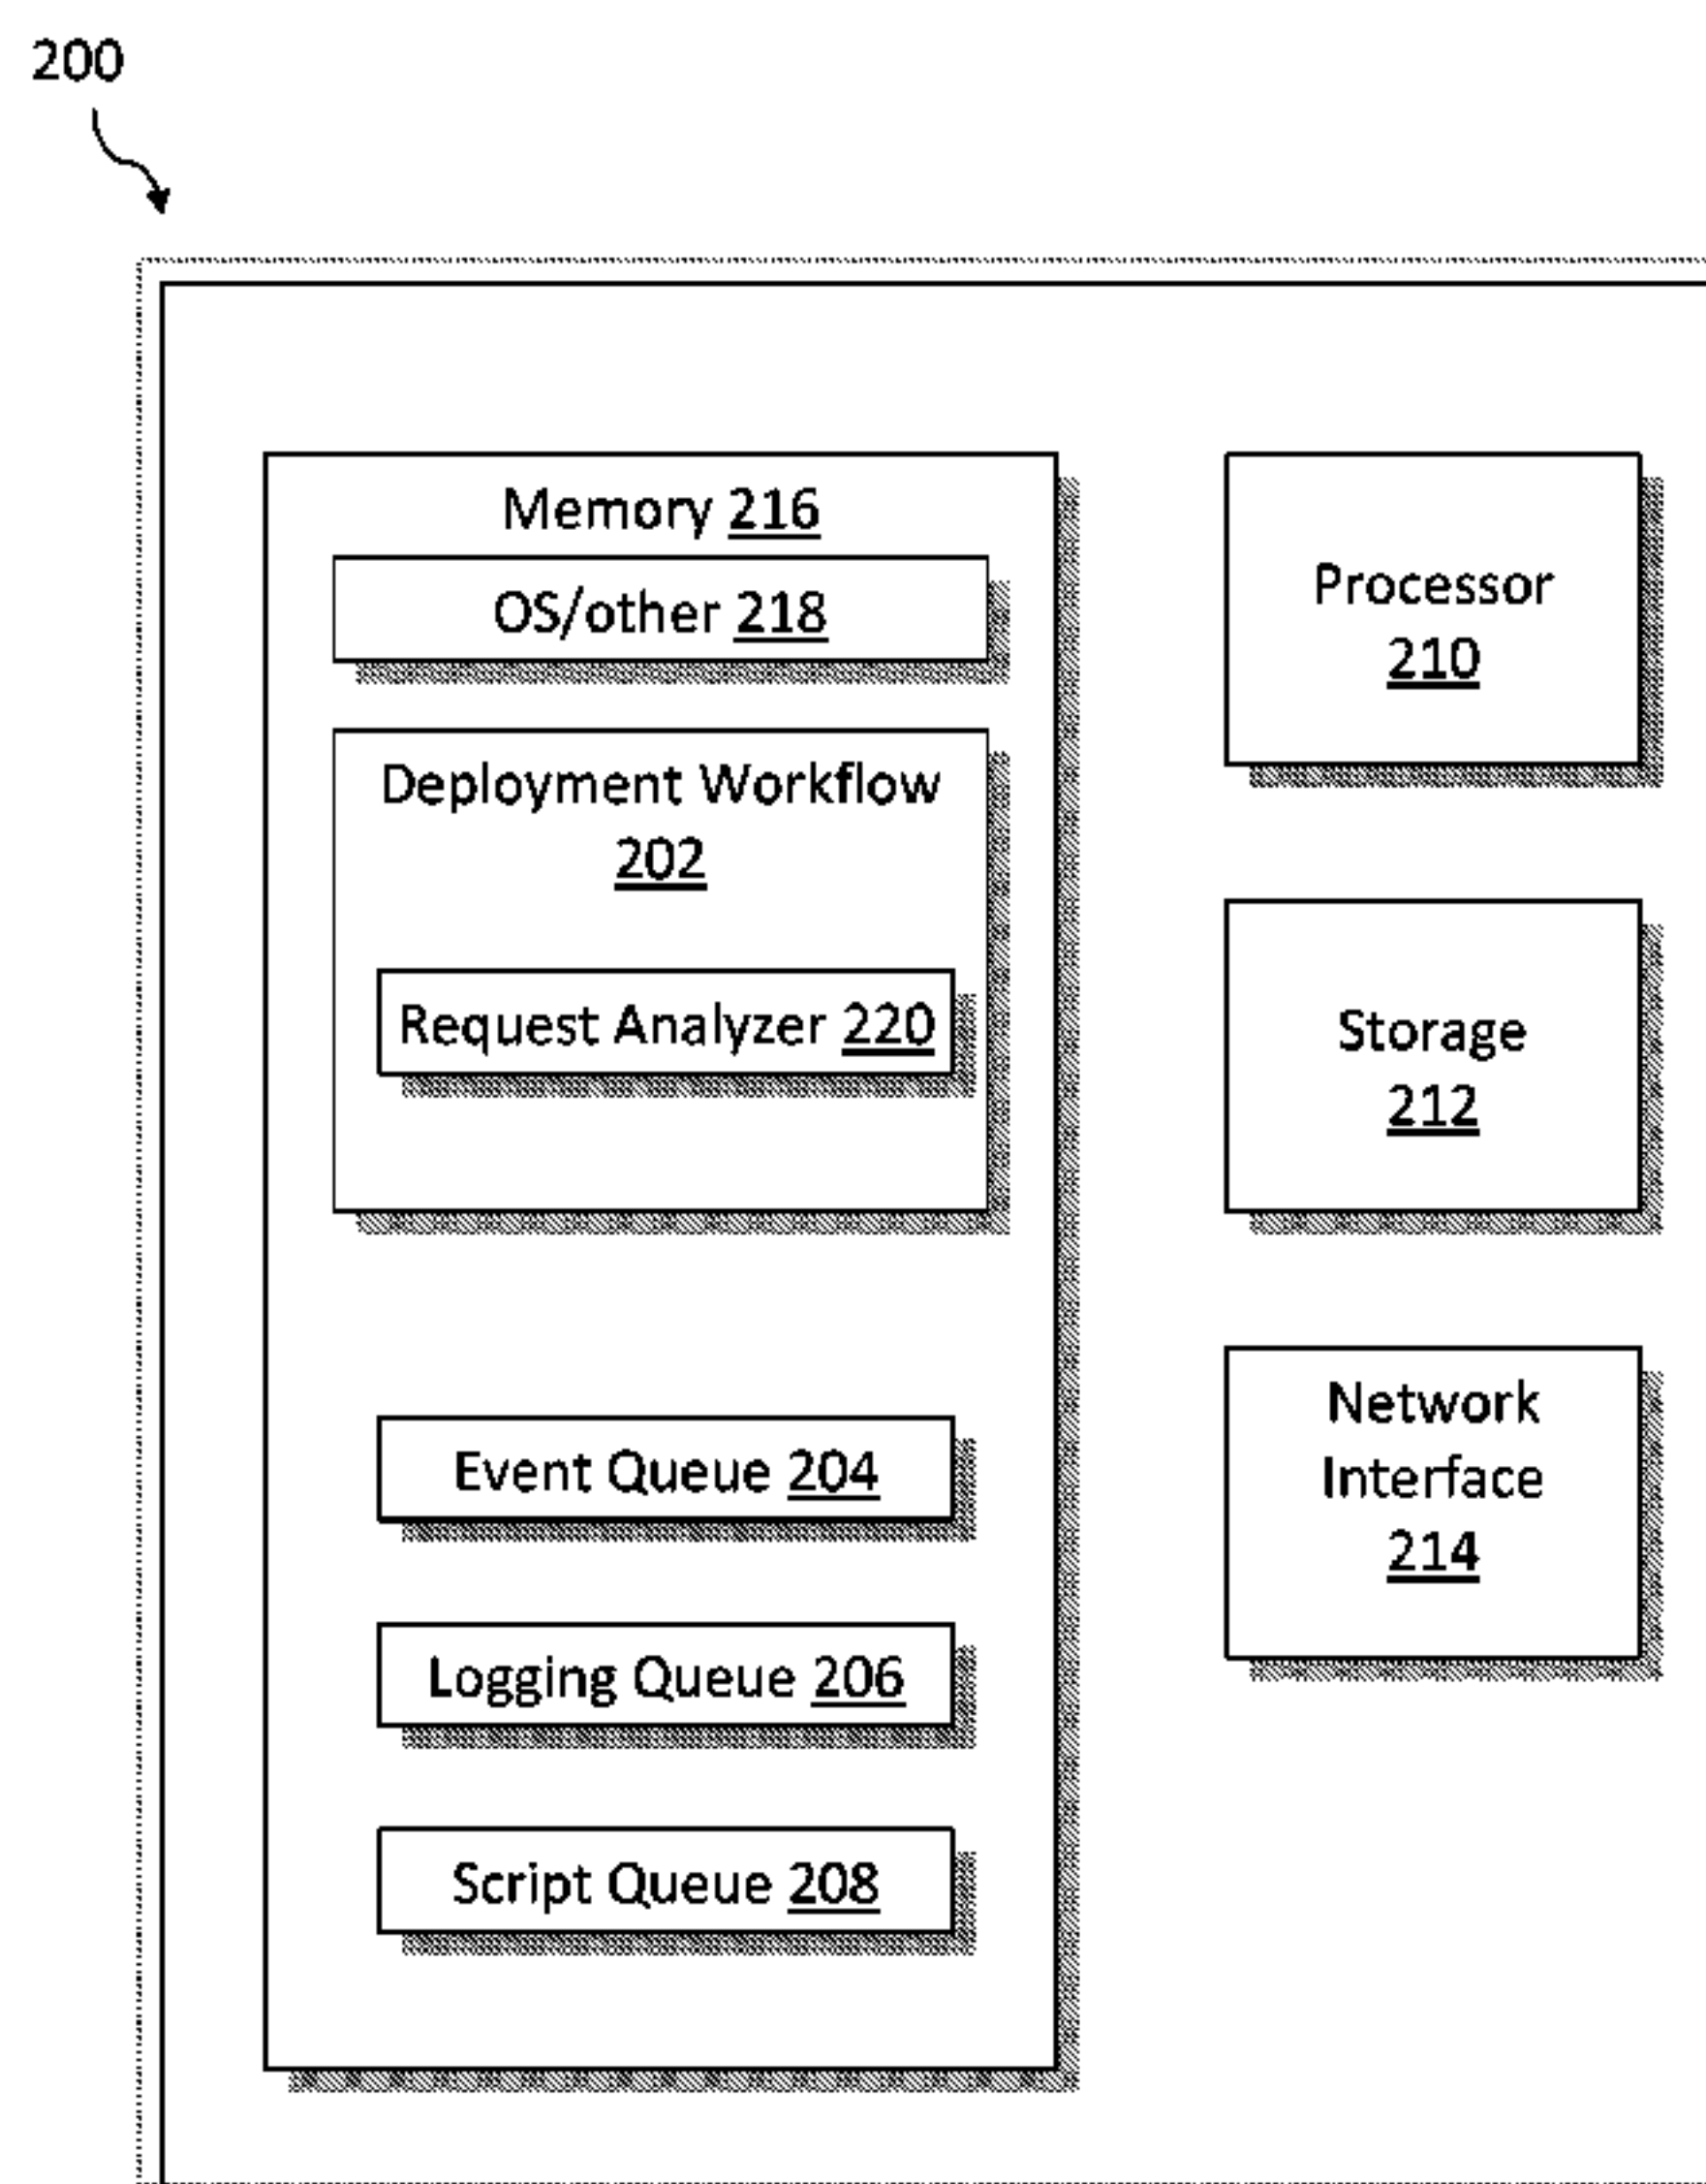 200
Memory 216
OS/other 218
Deployment Workflow
202
Request Analyzer 220
Event Queue 204
Logging Queue 206
Script Queue 208
Processor
210
Storage
212
Network
Interface
214